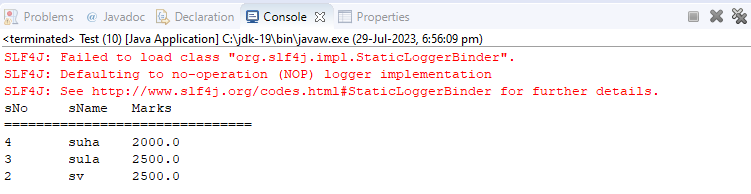 Problems @ Javadoc Declaration Console Properties
<terminated> Test (10) [Java Application] C:\jdk-19\bin\javaw.exe (29-Jul-2023, 6:56:09 pm)
SLF4J: Failed to load class "org.slf4j.impl.StaticLoggerBinder".
SLF4J: Defaulting to no-operation (NOP) logger implementation
SLF4J: See http://www.slf4j.org/codes.html#StaticLoggerBinder for further details.
sNo sName Marks
===============================
4 suha 2000.0
3 sula 2500.0
2 sv 2500.0